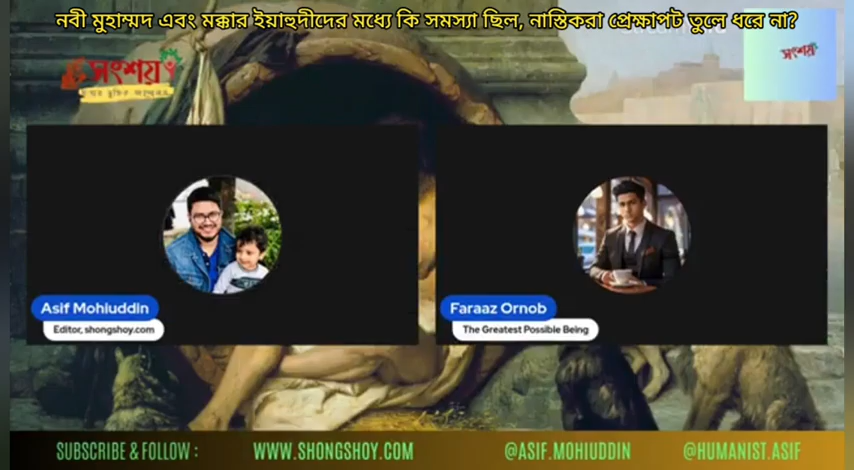 নবী মুহাম্মদ এবং মক্কার ইয়াহুদীদের মধ্যে কি সমস্যা ছিল, নাস্তিকরা প্রেক্ষাপট তুলে ধরে না?
সংশয়
সংশয়
Asif Mohiuddin
Editor, shongshoy.com
Faraaz Ornob
The Greatest Possible Being
SUBSCRIBE & FOLLOW : WWW.SHONGSHOY.COM @ASIF.MOHIUDDIN @HUMANIST.ASIF